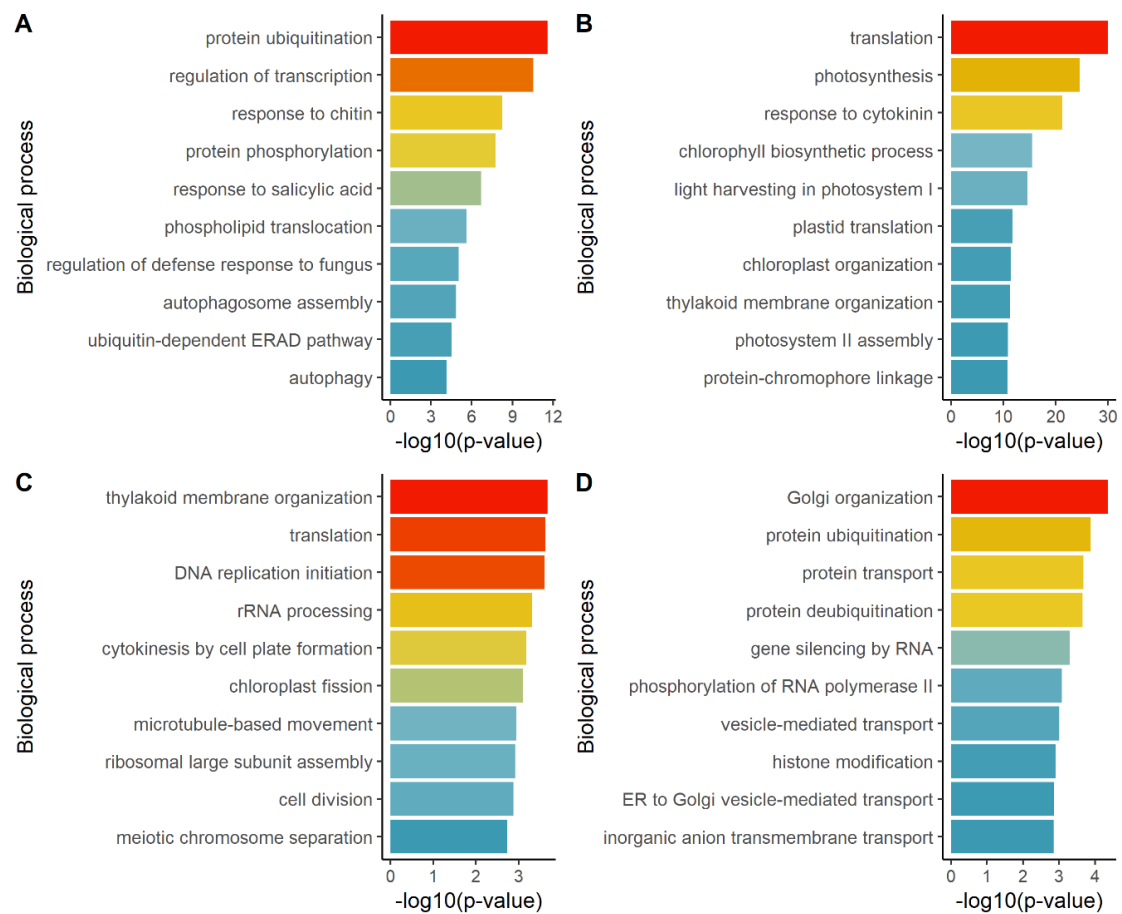 A
Biological process
protein ubiquitination
regulation of transcription
response to chitin
protein phosphorylation
response to salicylic acid
phospholipid translocation
regulation of defense response to fungus
autophagosome assembly
ubiquitin-dependent ERAD pathway
autophagy
0 3 6 9 12
-log10(p-value)
B
Biological process
translation
photosynthesis
response to cytokinin
chlorophyll biosynthetic process
light harvesting in photosystem I
plastid translation
chloroplast organization
thylakoid membrane organization
photosystem II assembly
protein-chromophore linkage
0 10 20 30
-log10(p-value)
C
Biological process
thylakoid membrane organization
translation
DNA replication initiation
rRNA processing
cytokinesis by cell plate formation
chloroplast fission
microtubule-based movement
ribosomal large subunit assembly
cell division
meiotic chromosome separation
0 1 2 3
-log10(p-value)
D
Biological process
Golgi organization
protein ubiquitination
protein transport
protein deubiquitination
gene silencing by RNA
phosphorylation of RNA polymerase II
vesicle-mediated transport
histone modification
ER to Golgi vesicle-mediated transport
inorganic anion transmembrane transport
0 1 2 3 4
-log10(p-value)